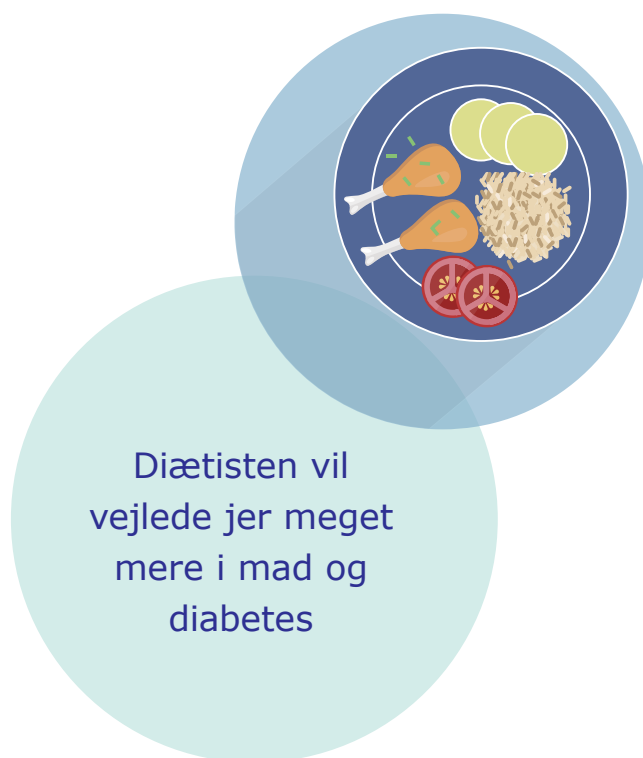 Diætisten vil
vejlede jer meget
mere i mad og
diabetes